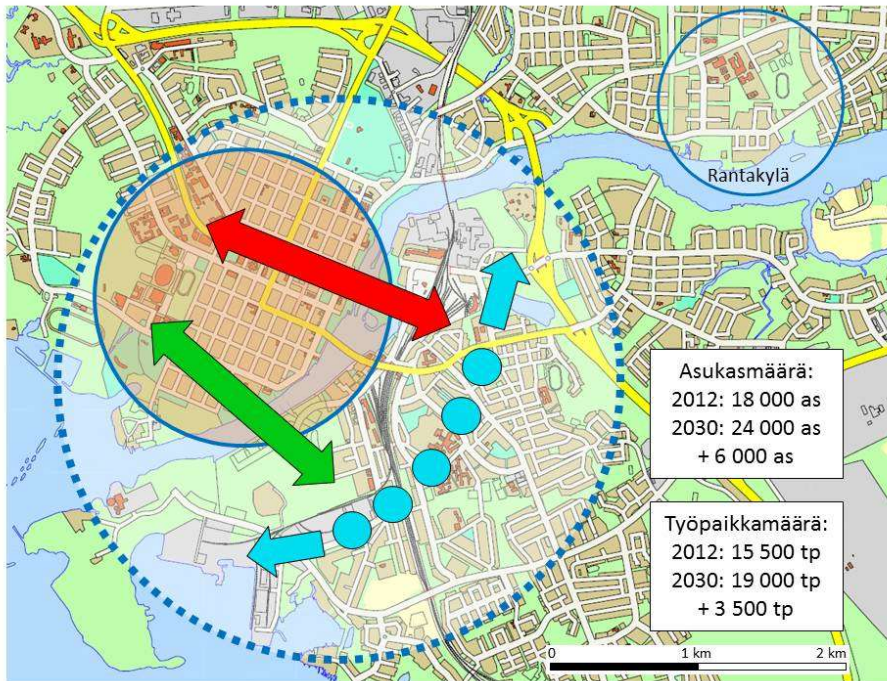 Rantakylä
Asukasmäärä:
2012: 18 000 as
2030: 24 000 as
+ 6 000 as
Työpaikkamäärä:
2012: 15 500 tp
2030: 19 000 tp
+ 3 500 tp
0 1 km 2 km